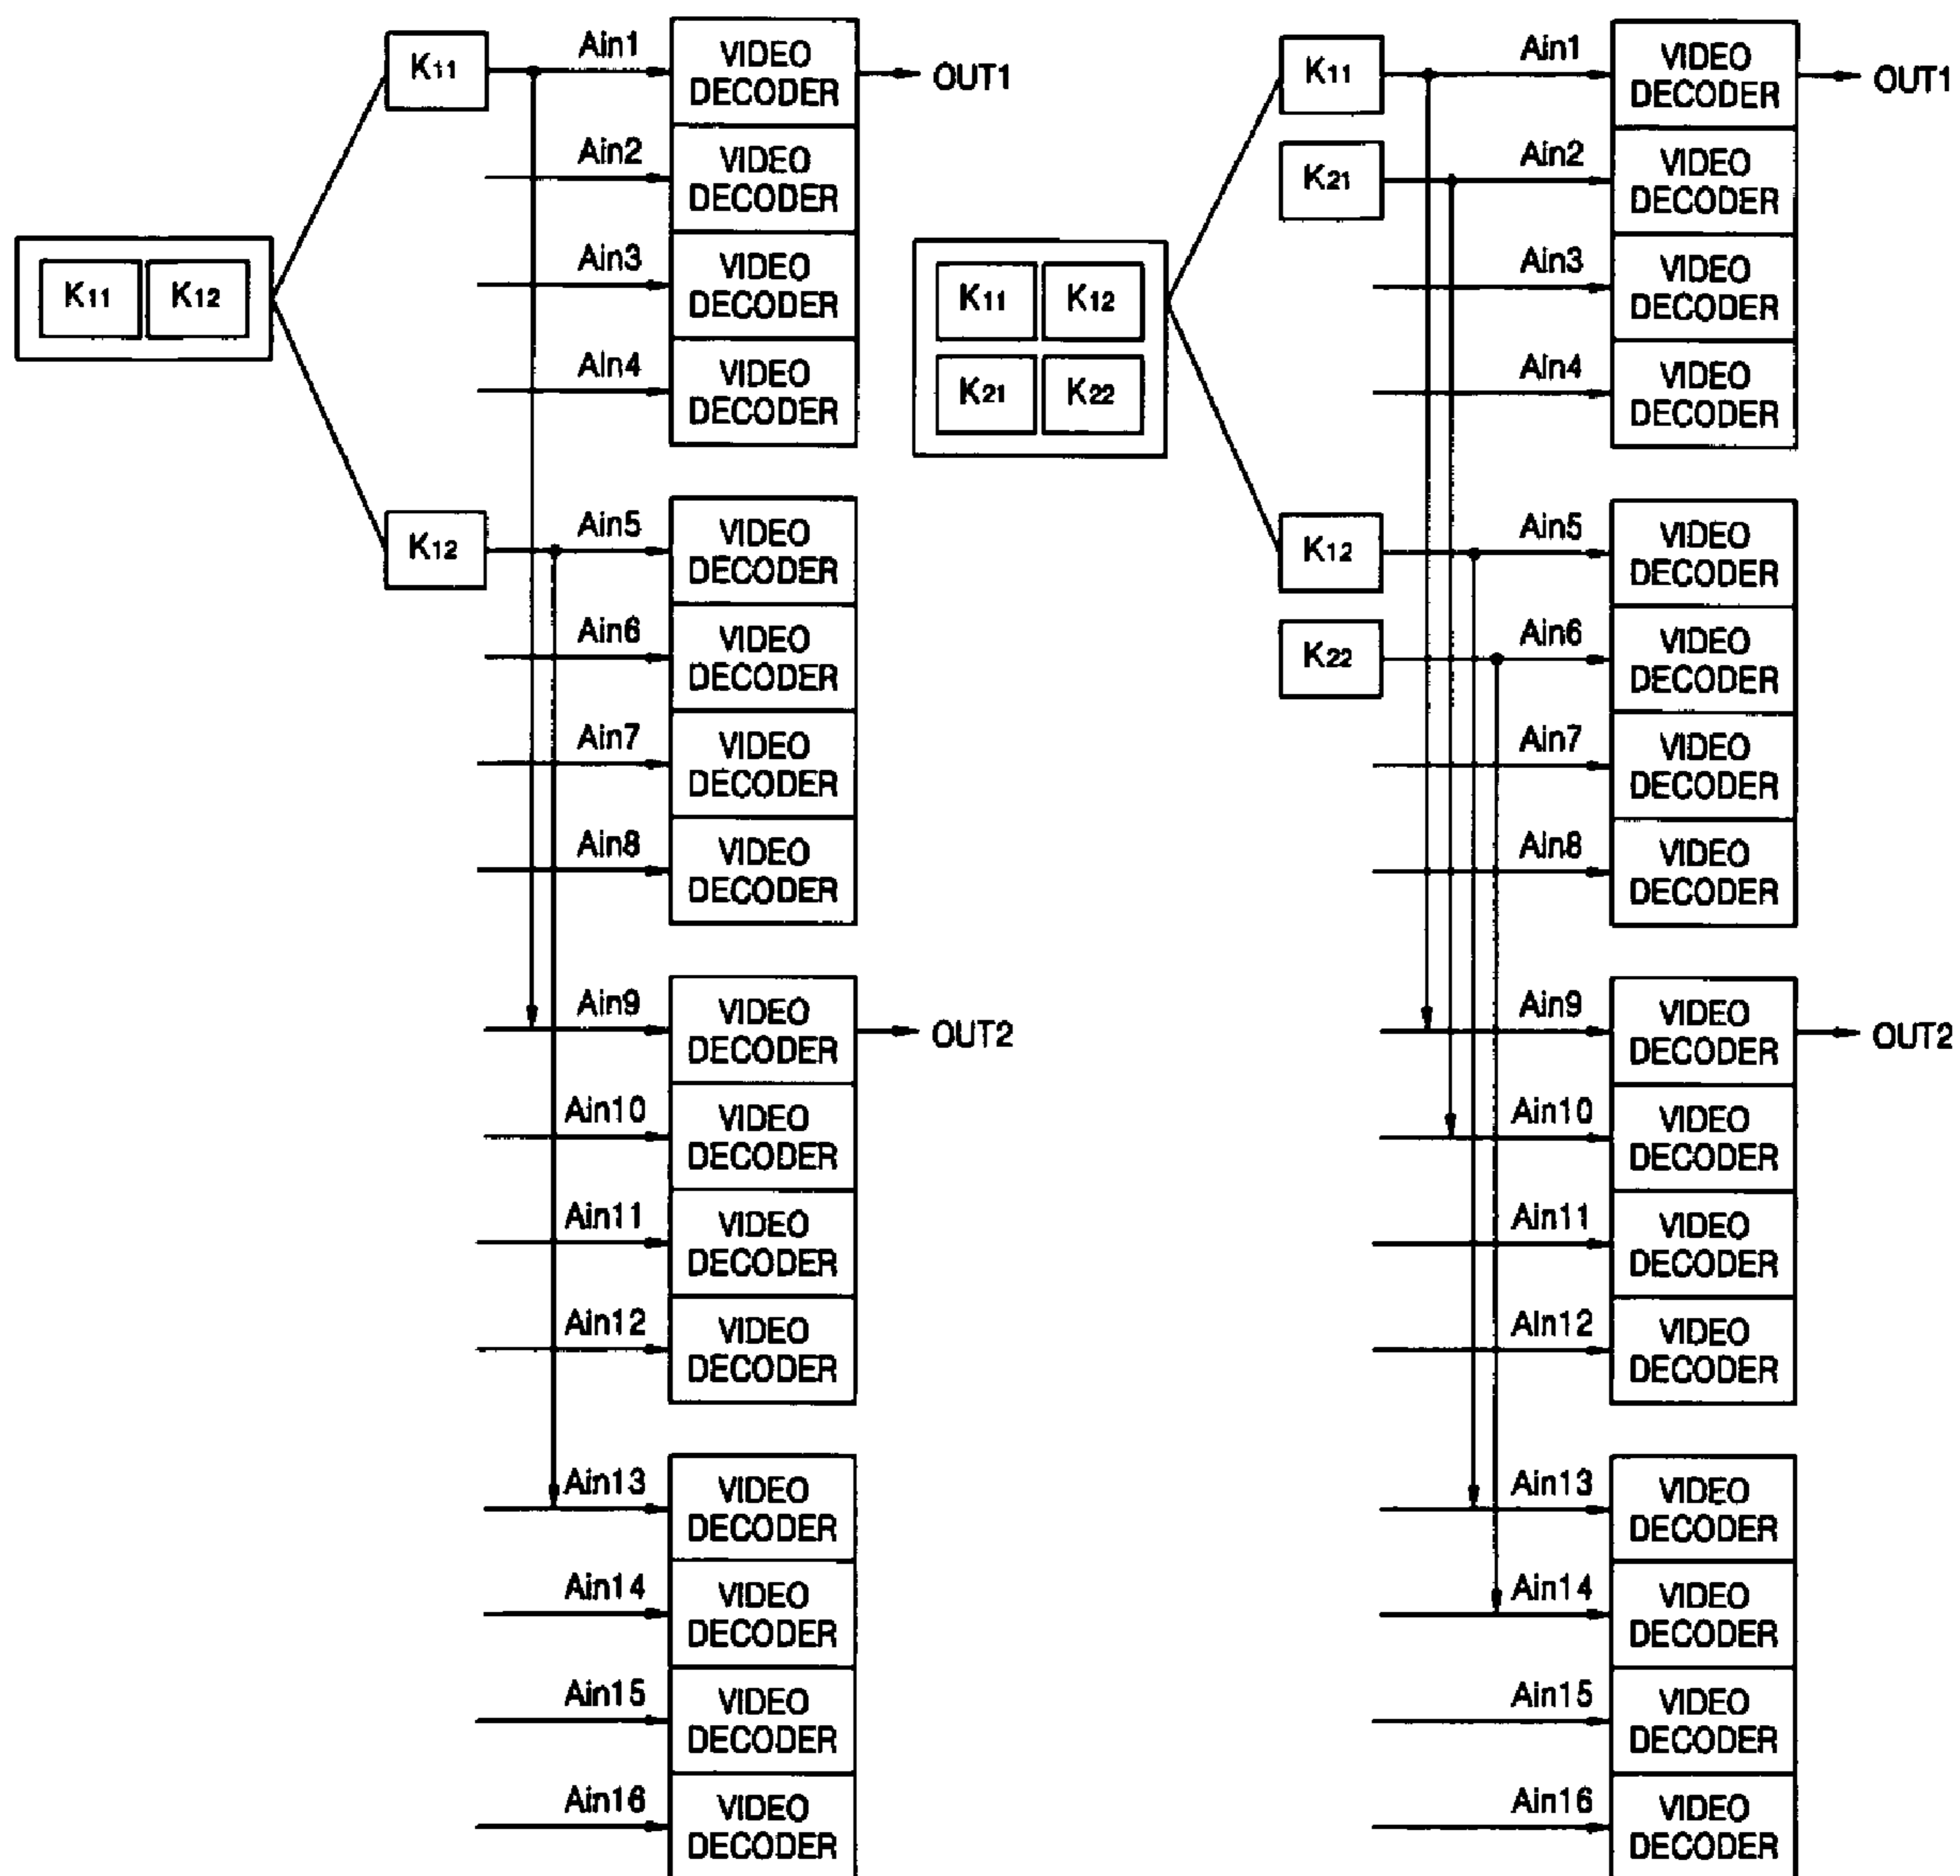 K11 K12
K11
K12
Ain1
VIDEO
DECODER
OUT1
Ain2
VIDEO
DECODER
Ain3
VIDEO
DECODER
Ain4
VIDEO
DECODER
Ain5
VIDEO
DECODER
Ain6
VIDEO
DECODER
Ain7
VIDEO
DECODER
Ain8
VIDEO
DECODER
Ain9
VIDEO
DECODER
OUT2
Ain10
VIDEO
DECODER
Ain11
VIDEO
DECODER
Ain12
VIDEO
DECODER
Ain13
VIDEO
DECODER
Ain14
VIDEO
DECODER
Ain15
VIDEO
DECODER
Ain16
VIDEO
DECODER
K11 K12
K21 K22
K11
K21
K12
K22
Ain1
VIDEO
DECODER
OUT1
Ain2
VIDEO
DECODER
Ain3
VIDEO
DECODER
Ain4
VIDEO
DECODER
Ain5
VIDEO
DECODER
Ain6
VIDEO
DECODER
Ain7
VIDEO
DECODER
Ain8
VIDEO
DECODER
Ain9
VIDEO
DECODER
OUT2
Ain10
VIDEO
DECODER
Ain11
VIDEO
DECODER
Ain12
VIDEO
DECODER
Ain13
VIDEO
DECODER
Ain14
VIDEO
DECODER
Ain15
VIDEO
DECODER
Ain16
VIDEO
DECODER